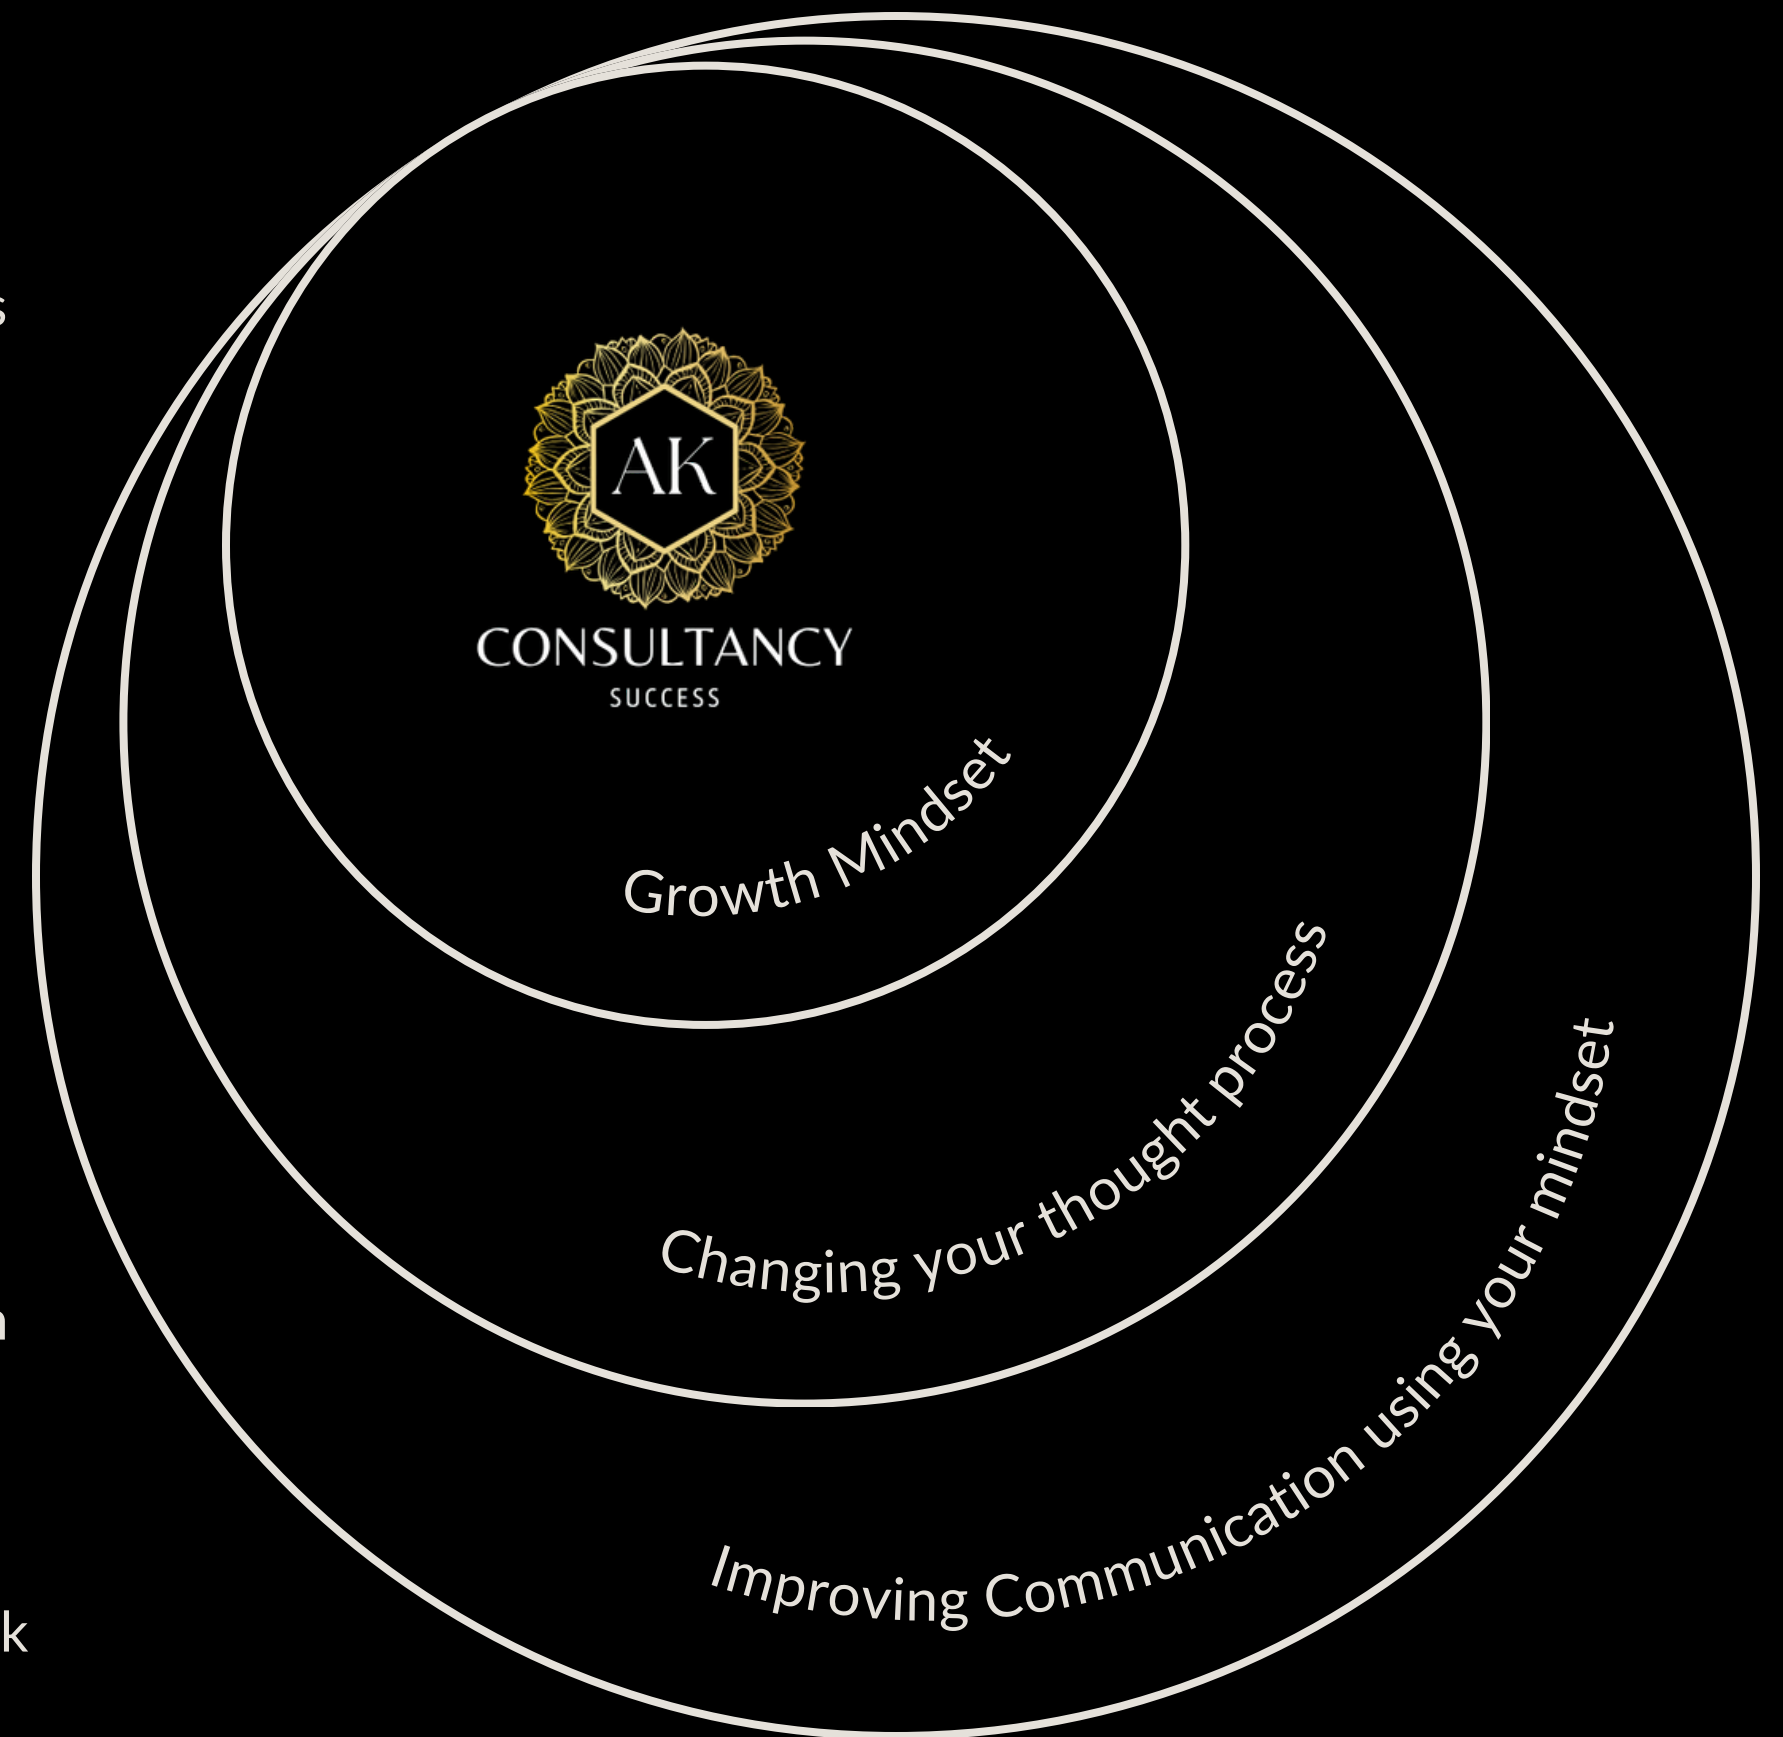 AK
CONSULTANCY
SUCCESS
Growth Mindset
Changing your thought process
Improving Communication using your mindset
k